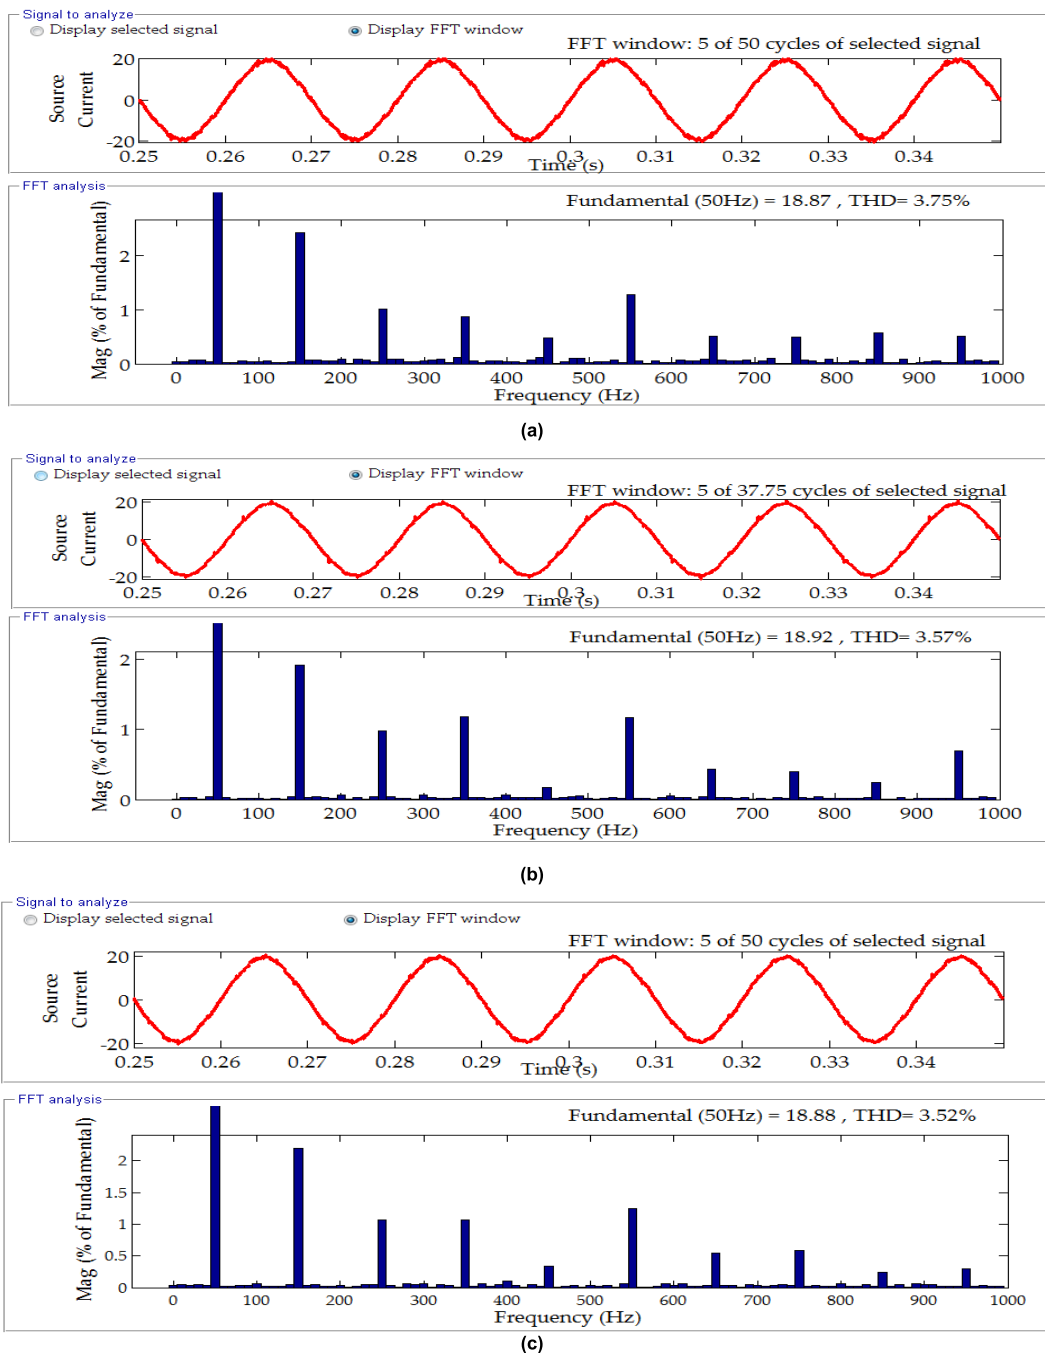 Signal to analyze
Display selected signal Display FFT window
FFT window: 5 of 50 cycles of selected signal
Source
Current
20
0
-20
0.25 0.26 0.27 0.28 0.29 0.3 0.31 0.32 0.33 0.34
Time (s)
FFT analysis
Fundamental (50Hz) = 18.87 , THD= 3.75%
Mag (% of Fundamental)
2
1
0
0 100 200 300 400 500 600 700 800 900 1000
Frequency (Hz)
(a)
Signal to analyze
Display selected signal Display FFT window
FFT window: 5 of 37.75 cycles of selected signal
Source
Current
20
0
-20
0.25 0.26 0.27 0.28 0.29 0.3 0.31 0.32 0.33 0.34
Time (s)
FFT analysis
Fundamental (50Hz) = 18.92 , THD= 3.57%
Mag (% of Fundamental)
2
1
0
0 100 200 300 400 500 600 700 800 900 1000
Frequency (Hz)
(b)
Signal to analyze
Display selected signal Display FFT window
FFT window: 5 of 50 cycles of selected signal
Source
Current
20
0
-20
0.25 0.26 0.27 0.28 0.29 0.3 0.31 0.32 0.33 0.34
Time (s)
FFT analysis
Fundamental (50Hz) = 18.88 , THD= 3.52%
Mag (% of Fundamental)
2
1.5
1
0.5
0
0 100 200 300 400 500 600 700 800 900 1000
Frequency (Hz)
(c)